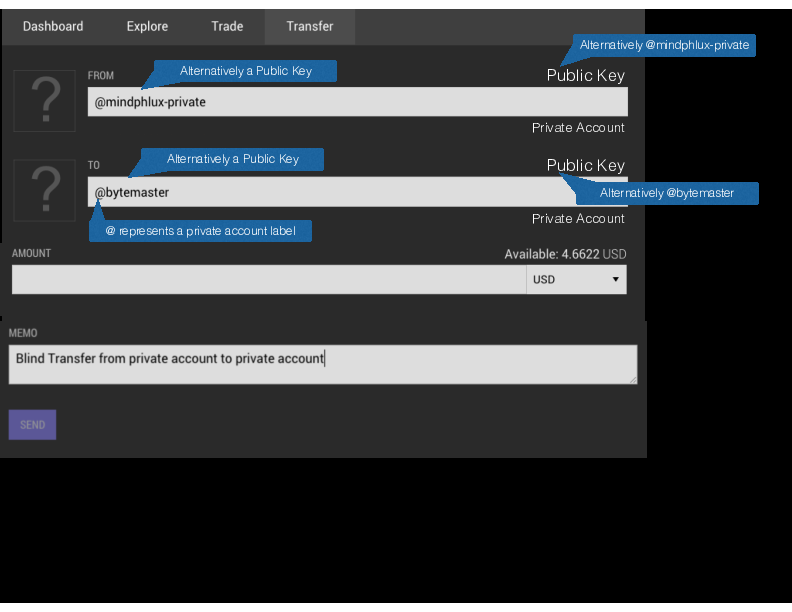 Dashboard Explore Trade Transfer
Alternatively @mindphlux-private
FROM
Alternatively a Public Key
Public Key
@mindphlux-private
Private Account
TO
Alternatively a Public Key
Public Key
@bytemaster
Alternatively @bytemaster
Private Account
@ represents a private account label
AMOUNT
Available: 4.6622 USD
USD
MEMO
Blind Transfer from private account to private account
SEND